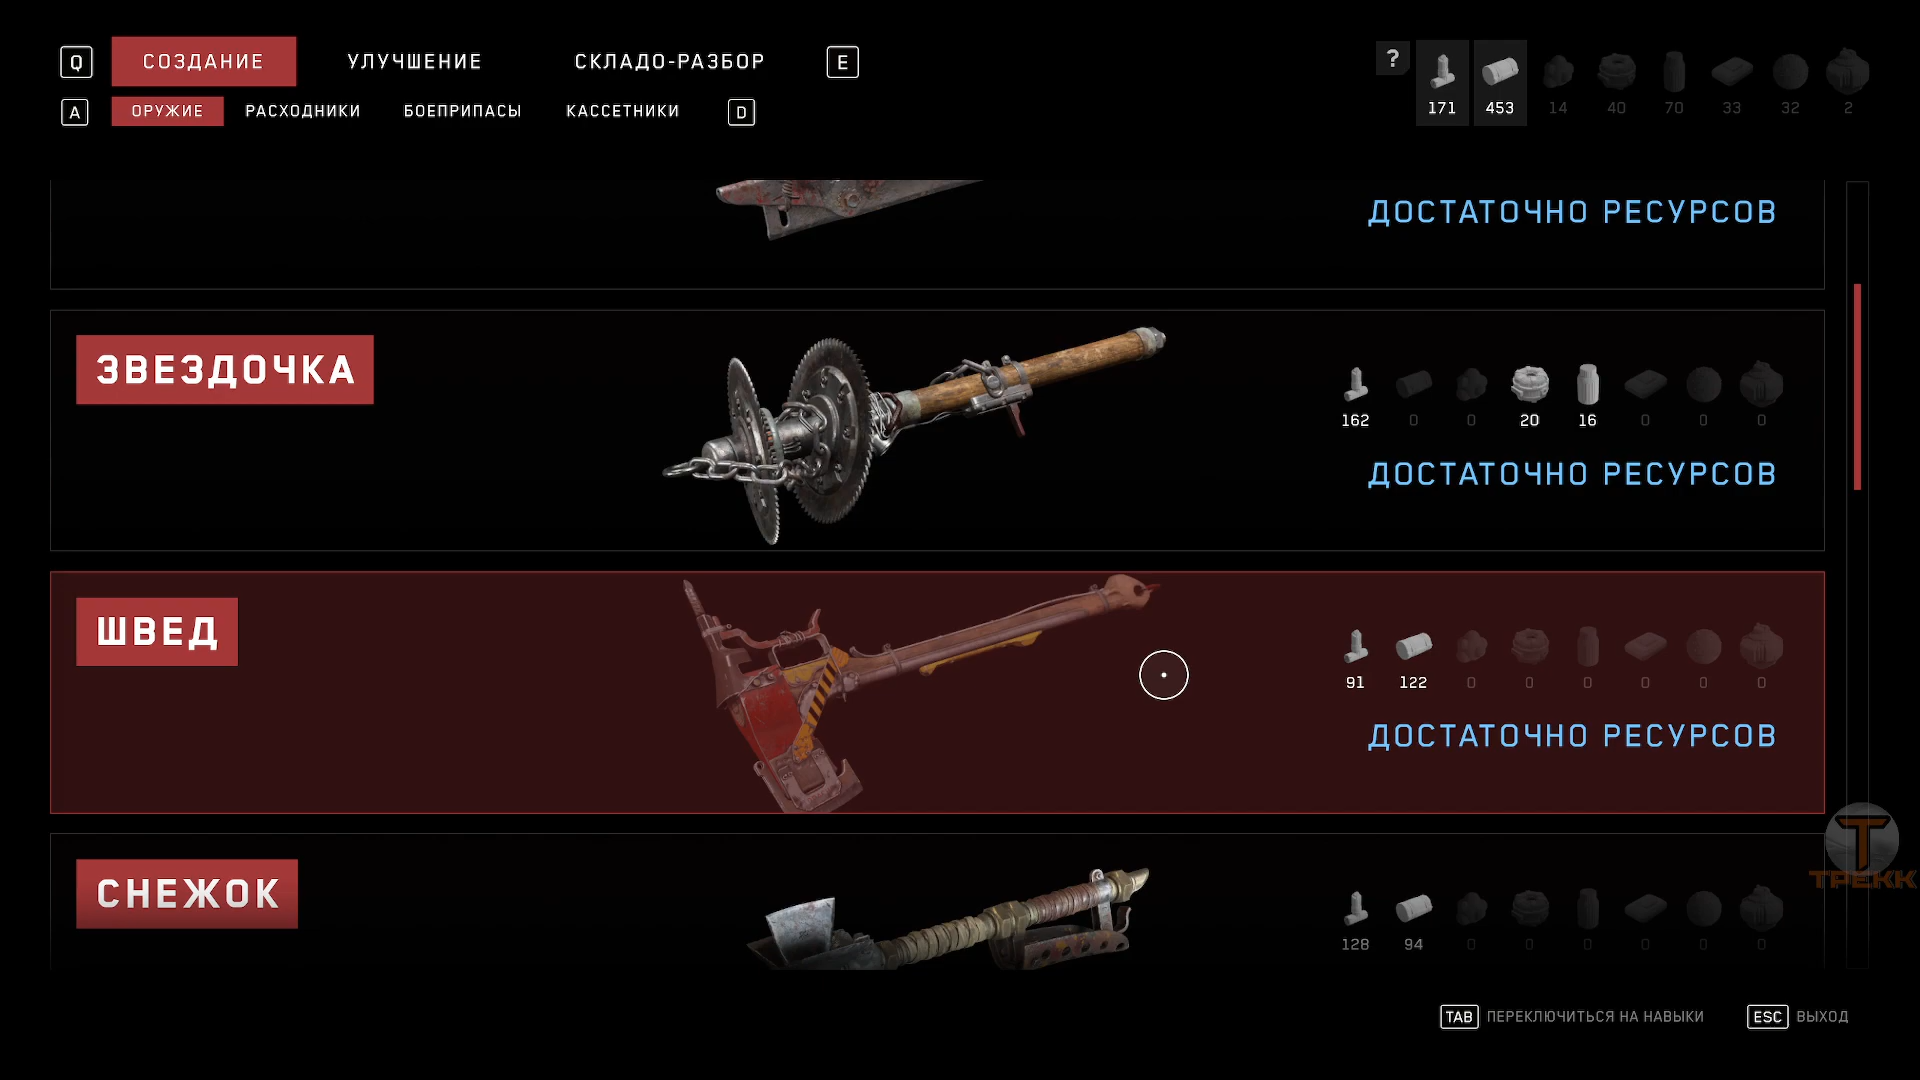 Q СОЗДАНИЕ УЛУЧШЕНИЕ СКЛАДО-РАЗБОР E
A ОРУЖИЕ РАСХОДНИКИ БОЕПРИПАСЫ КАССЕТНИКИ D
?
171 453 14 40 70 33 32 2
ДОСТАТОЧНО РЕСУРСОВ
ЗВЕЗДОЧКА
162 0 0 20 16 0 0 0
ДОСТАТОЧНО РЕСУРСОВ
ШВЕД
91 122 0 0 0 0 0 0
ДОСТАТОЧНО РЕСУРСОВ
СНЕЖОК
128 94 0 0 0 0 0 0
ТРЕКК
TAB ПЕРЕКЛЮЧИТЬСЯ НА НАВЫКИ ESC ВЫХОД